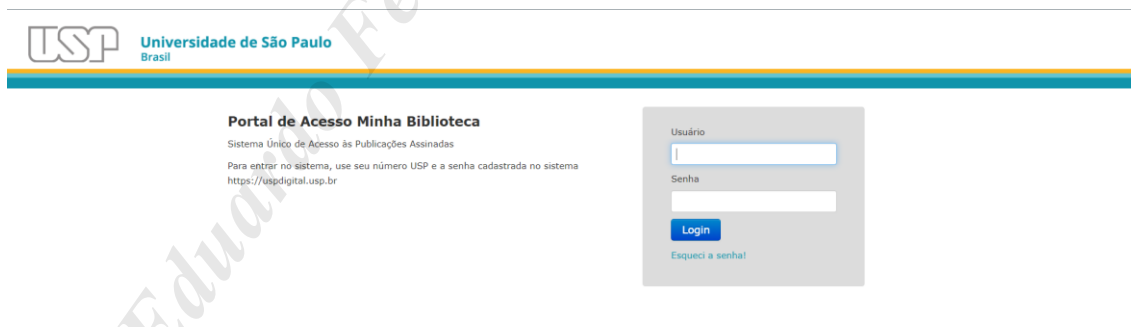 USP
Universidade de São Paulo
Brasil
Portal de Acesso Minha Biblioteca
Sistema Único de Acesso às Publicações Assinadas
Para entrar no sistema, use seu número USP e a senha cadastrada no sistema
https://uspdigital.usp.br
Usuário
Senha
Login
Esqueci a senha!
Eduardo Fe